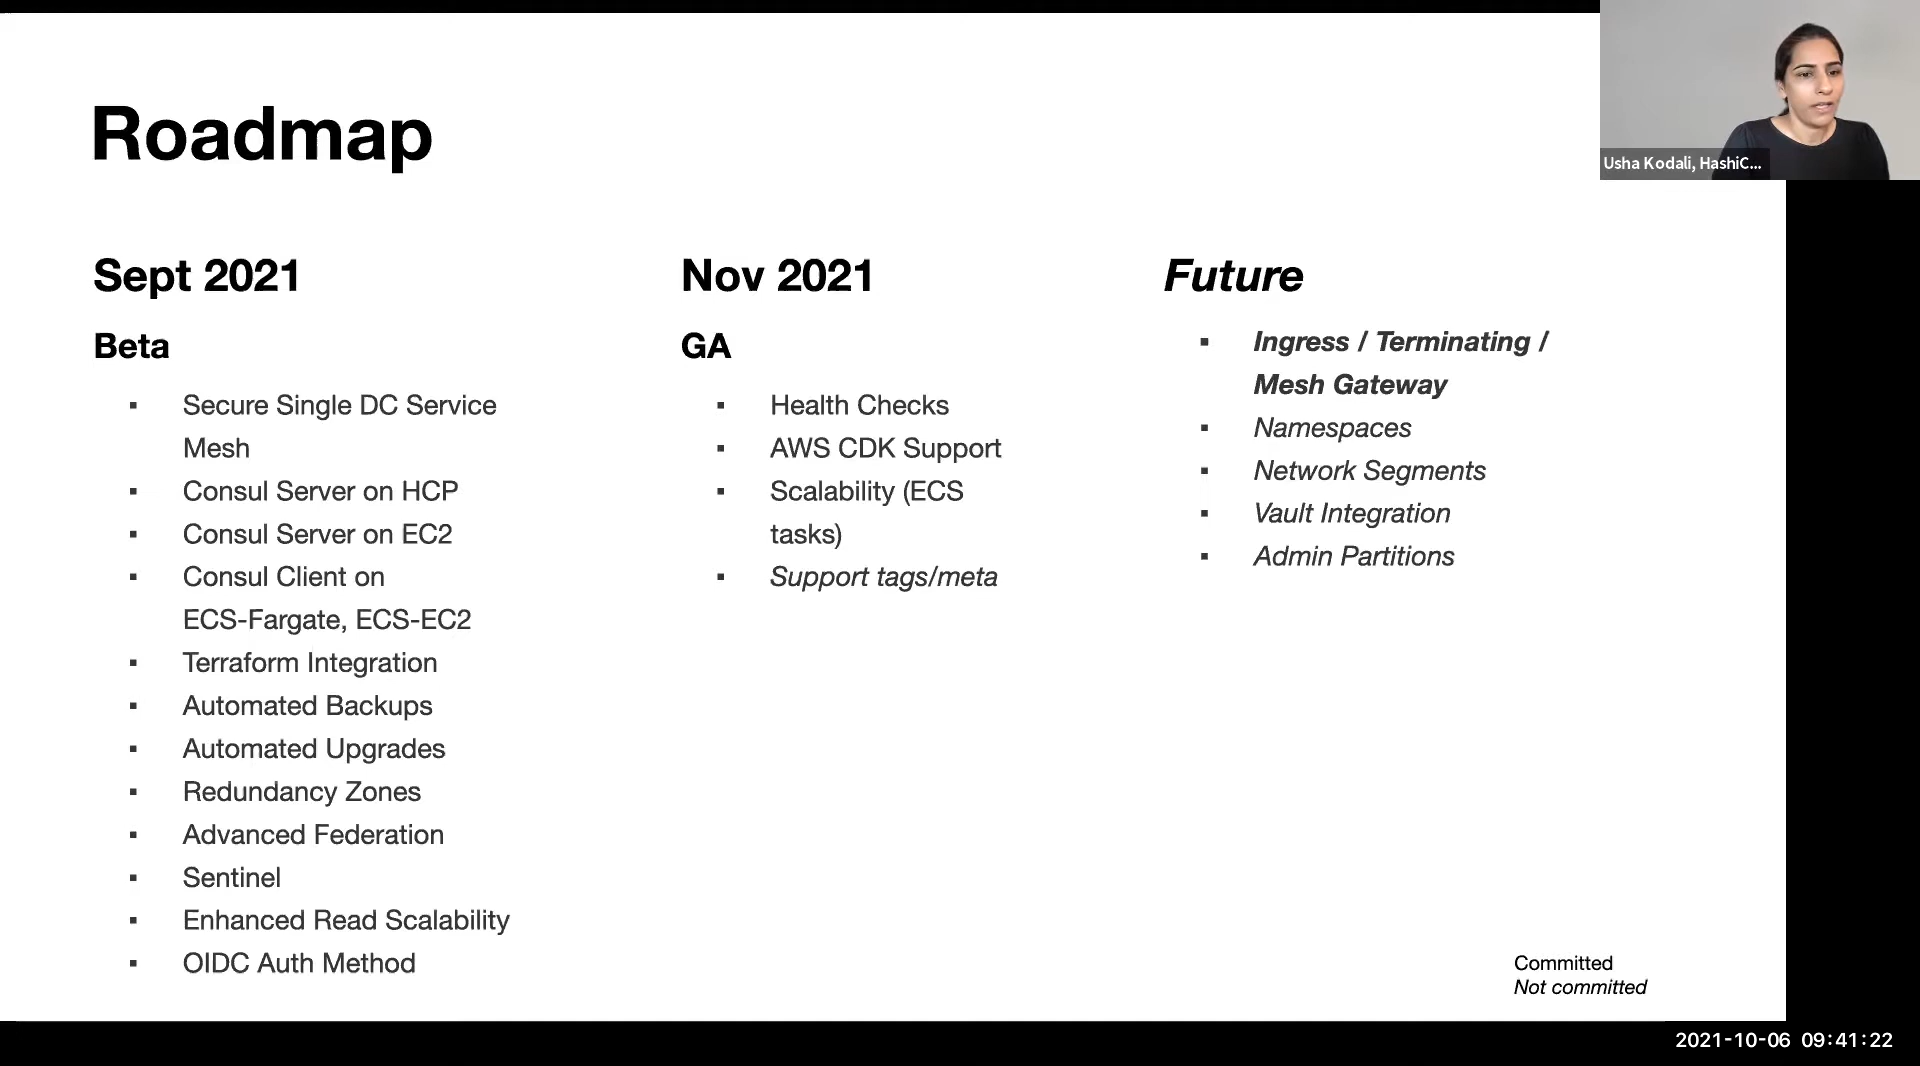 Roadmap
Usha Kodali, HashiC...
Sept 2021
Beta
▪ Secure Single DC Service
Mesh
▪ Consul Server on HCP
▪ Consul Server on EC2
▪ Consul Client on
ECS-Fargate, ECS-EC2
▪ Terraform Integration
▪ Automated Backups
▪ Automated Upgrades
▪ Redundancy Zones
▪ Advanced Federation
▪ Sentinel
▪ Enhanced Read Scalability
▪ OIDC Auth Method
Nov 2021
GA
▪ Health Checks
▪ AWS CDK Support
▪ Scalability (ECS
tasks)
▪ Support tags/meta
Future
▪ Ingress / Terminating /
Mesh Gateway
▪ Namespaces
▪ Network Segments
▪ Vault Integration
▪ Admin Partitions
Committed
Not committed
2021-10-06 09:41:22